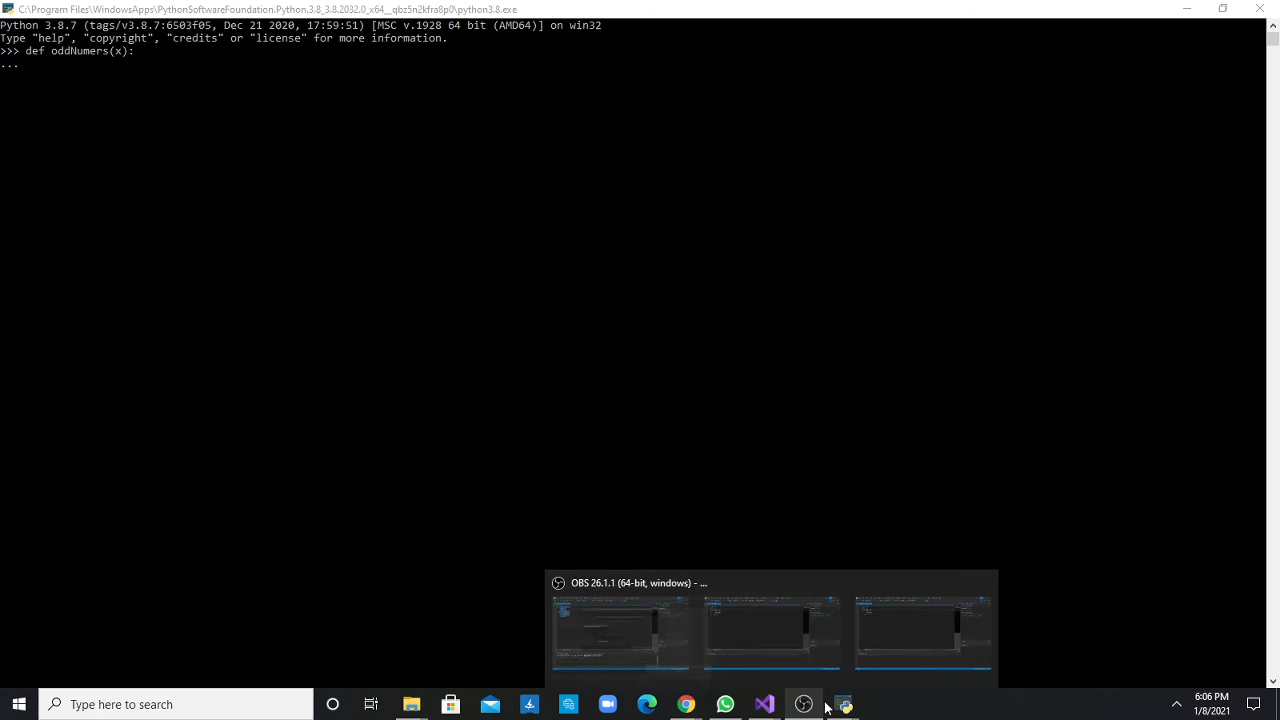 C:\Program Files\WindowsApps\PythonSoftwareFoundation.Python.3.8_3.8.2032.0_x64__qbz5n2kfra8p0\python3.8.exe
Python 3.8.7 (tags/v3.8.7:6503f05, Dec 21 2020, 17:59:51) [MSC v.1928 64 bit (AMD64)] on win32
Type "help", "copyright", "credits" or "license" for more information.
>>> def oddNumers(x):
...
OBS 26.1.1 (64-bit, windows) - ...
Type here to search
6:06 PM
1/8/2021